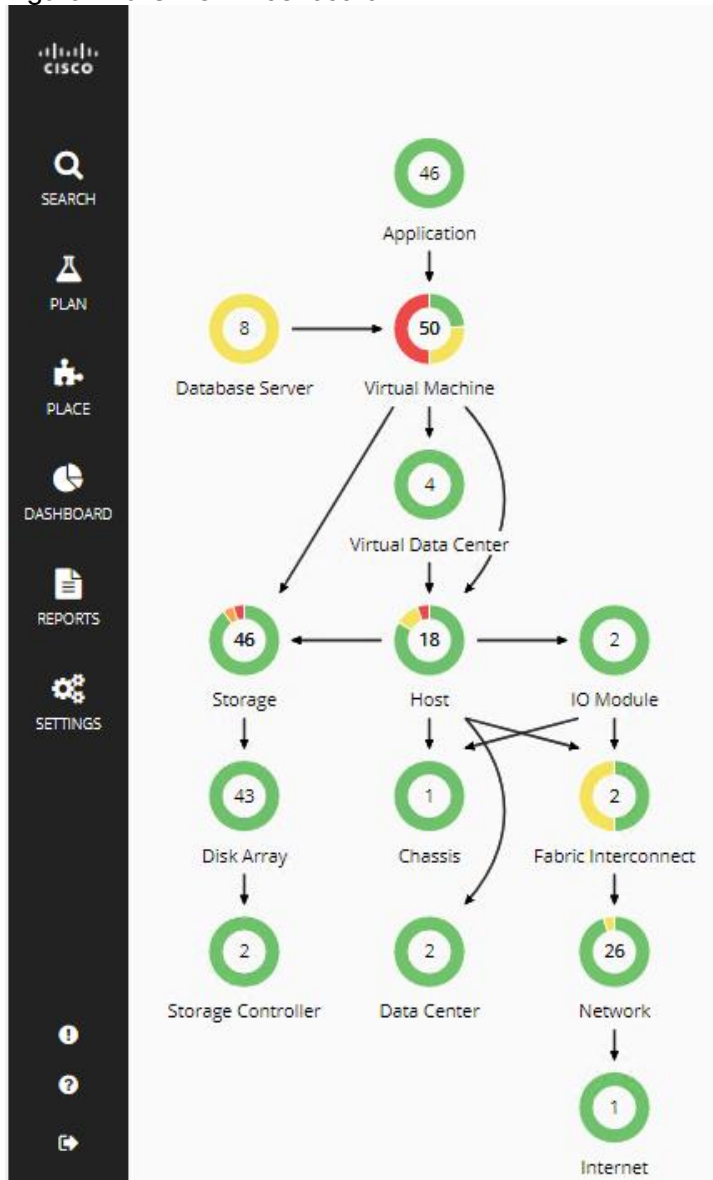 CISCO
SEARCH
PLAN
PLACE
DASHBOARD
REPORTS
SETTINGS
46
Application
8
Database Server
50
Virtual Machine
4
Virtual Data Center
46
Storage
18
Host
2
IO Module
43
Disk Array
1
Chassis
2
Fabric Interconnect
2
Storage Controller
2
Data Center
26
Network
1
Internet